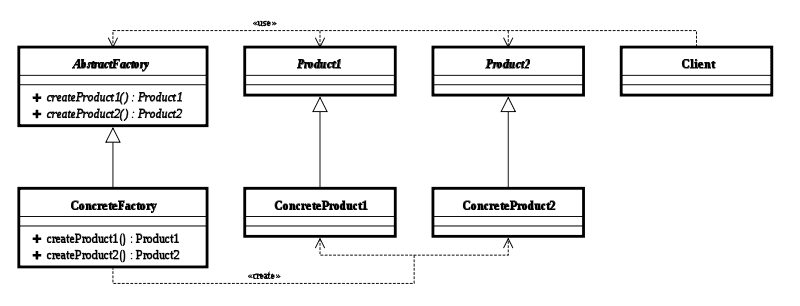 «use»
AbstractFactory
+ createProduct1() : Product1
+ createProduct2() : Product2
Product1
Product2
Client
ConcreteFactory
+ createProduct1() : Product1
+ createProduct2() : Product2
ConcreteProduct1
ConcreteProduct2
«create»